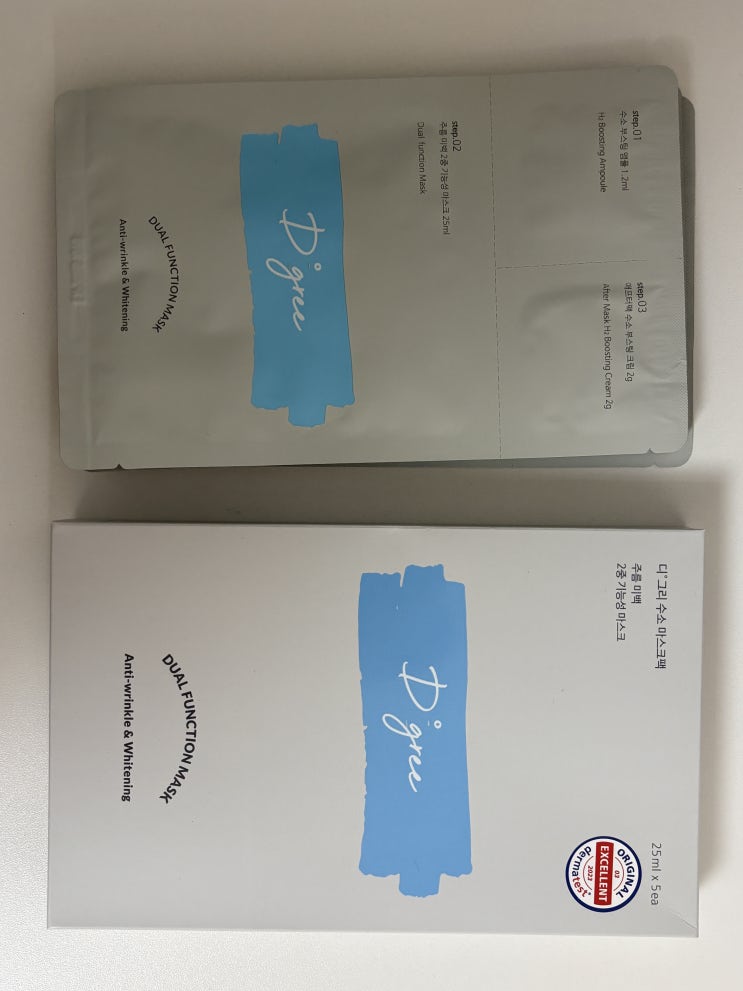 step.01
수소 부스팅 앰플 1.2ml
H₂ Boosting Ampoule
step.03
애프터팩 수소 부스팅 크림 2g
After Mask H₂ Boosting Cream 2g
step.02
주름 미백 2중 기능성 마스크 25ml
Dual function Mask
D°gree
DUAL FUNCTION MASK
Anti-wrinkle & Whitening
디°그리 수소 마스크팩
주름 미백
2중 기능성 마스크
25ml x 5ea
ORIGINAL
02
EXCELLENT
2022
dermatest®
D°gree
DUAL FUNCTION MASK
Anti-wrinkle & Whitening